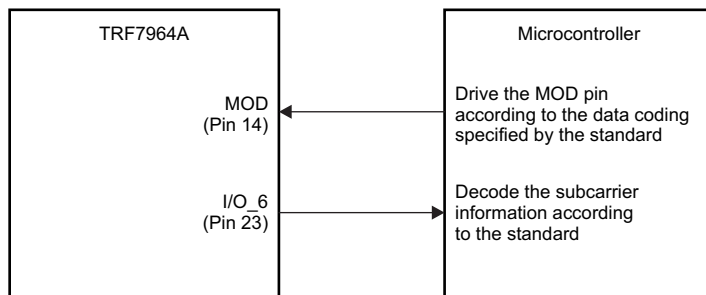 TRF7964A
MOD
(Pin 14)
I/O_6
(Pin 23)
Microcontroller
Drive the MOD pin
according to the data coding
specified by the standard
Decode the subcarrier
information according
to the standard